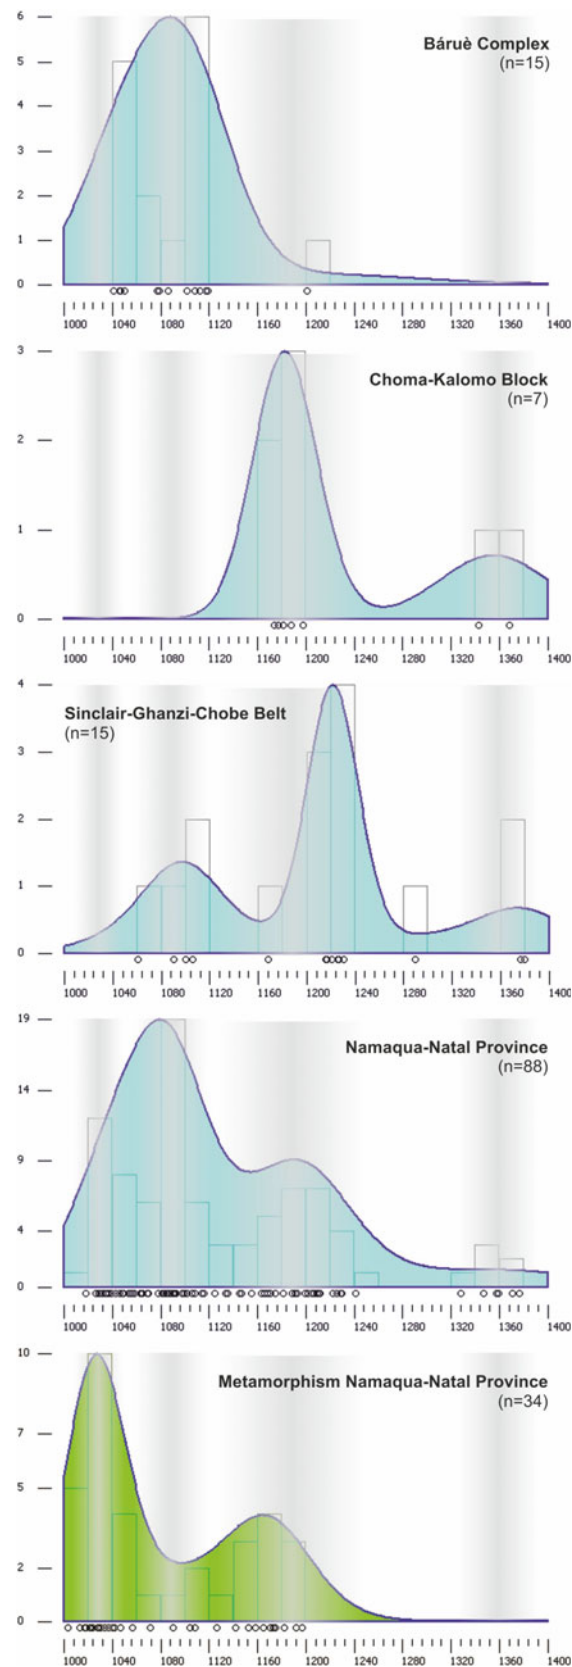 6
Báruè Complex
(n=15)
5
4
3
2
1
0
1000 1040 1080 1120 1160 1200 1240 1280 1320 1360 1400
3
Choma-Kalomo Block
(n=7)
2
1
0
1000 1040 1080 1120 1160 1200 1240 1280 1320 1360 1400
4
Sinclair-Ghanzi-Chobe Belt
(n=15)
3
2
1
0
1000 1040 1080 1120 1160 1200 1240 1280 1320 1360 1400
19
Namaqua-Natal Province
(n=88)
14
9
4
0
1000 1040 1080 1120 1160 1200 1240 1280 1320 1360 1400
10
Metamorphism Namaqua-Natal Province
(n=34)
7
5
2
0
1000 1040 1080 1120 1160 1200 1240 1280 1320 1360 1400